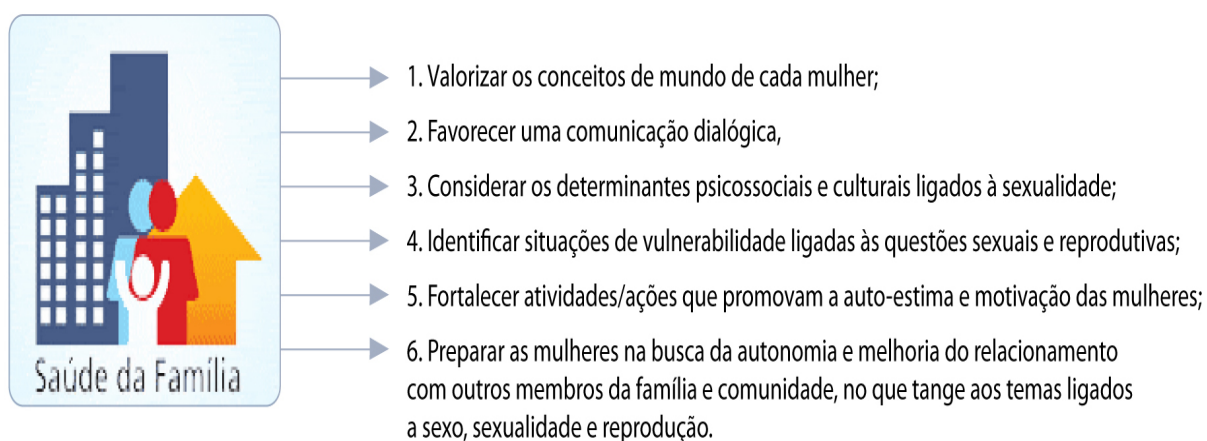 1. Valorizar os conceitos de mundo de cada mulher;
2. Favorecer uma comunicação dialógica,
3. Considerar os determinantes psicossociais e culturais ligados à sexualidade;
4. Identificar situações de vulnerabilidade ligadas às questões sexuais e reprodutivas;
5. Fortalecer atividades/ações que promovam a auto-estima e motivação das mulheres;
6. Preparar as mulheres na busca da autonomia e melhoria do relacionamento
com outros membros da família e comunidade, no que tange aos temas ligados
a sexo, sexualidade e reprodução.
Saúde da Família